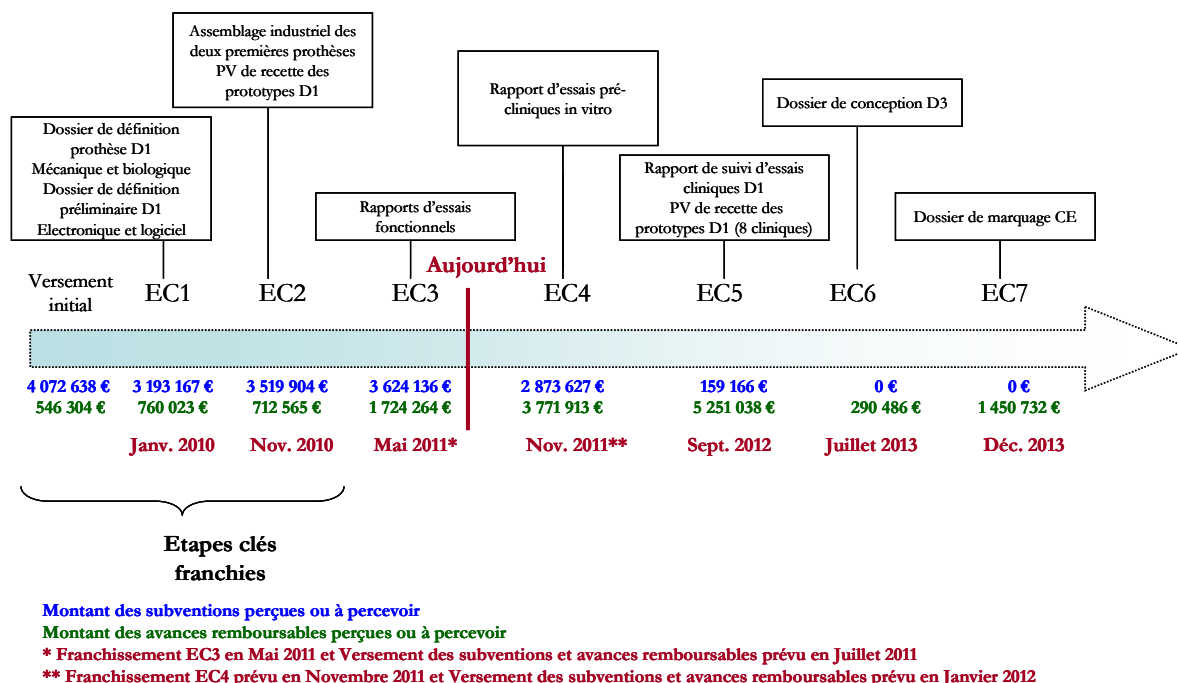 Assemblage industriel des
deux premières prothèses
PV de recette des
prototypes D1
Rapport d'essais pré-
cliniques in vitro
Dossier de conception D3
Dossier de définition
prothèse D1
Mécanique et biologique
Dossier de définition
préliminaire D1
Electronique et logiciel
Rapport de suivi d'essais
cliniques D1
PV de recette des
prototypes D1 (8 cliniques)
Rapports d'essais
fonctionnels
Dossier de marquage CE
Aujourd'hui
Versement
initial
EC1 EC2 EC3 EC4 EC5 EC6 EC7
4 072 638 € 3 193 167 € 3 519 904 € 3 624 136 € 2 873 627 € 159 166 € 0 € 0 €
546 304 € 760 023 € 712 565 € 1 724 264 € 3 771 913 € 5 251 038 € 290 486 € 1 450 732 €
Janv. 2010 Nov. 2010 Mai 2011* Nov. 2011** Sept. 2012 Juillet 2013 Déc. 2013
Etapes clés
franchies
Montant des subventions perçues ou à percevoir
Montant des avances remboursables perçues ou à percevoir
* Franchissement EC3 en Mai 2011 et Versement des subventions et avances remboursables prévu en Juillet 2011
** Franchissement EC4 prévu en Novembre 2011 et Versement des subventions et avances remboursables prévu en Janvier 2012